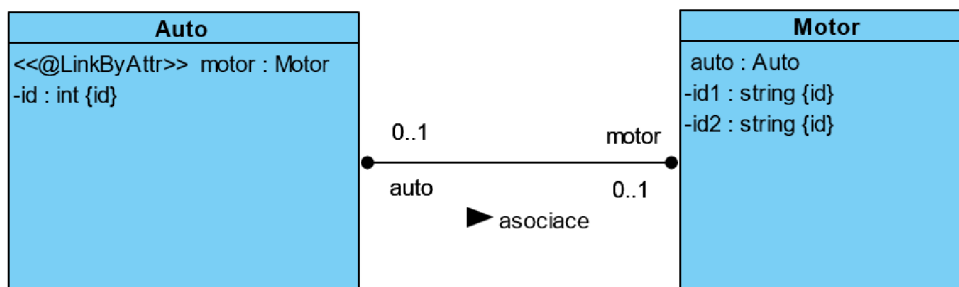 Auto
<<@LinkByAttr>> motor : Motor
-id : int {id}
Motor
auto : Auto
-id1 : string {id}
-id2 : string {id}
0..1
motor
auto
0..1
asociace